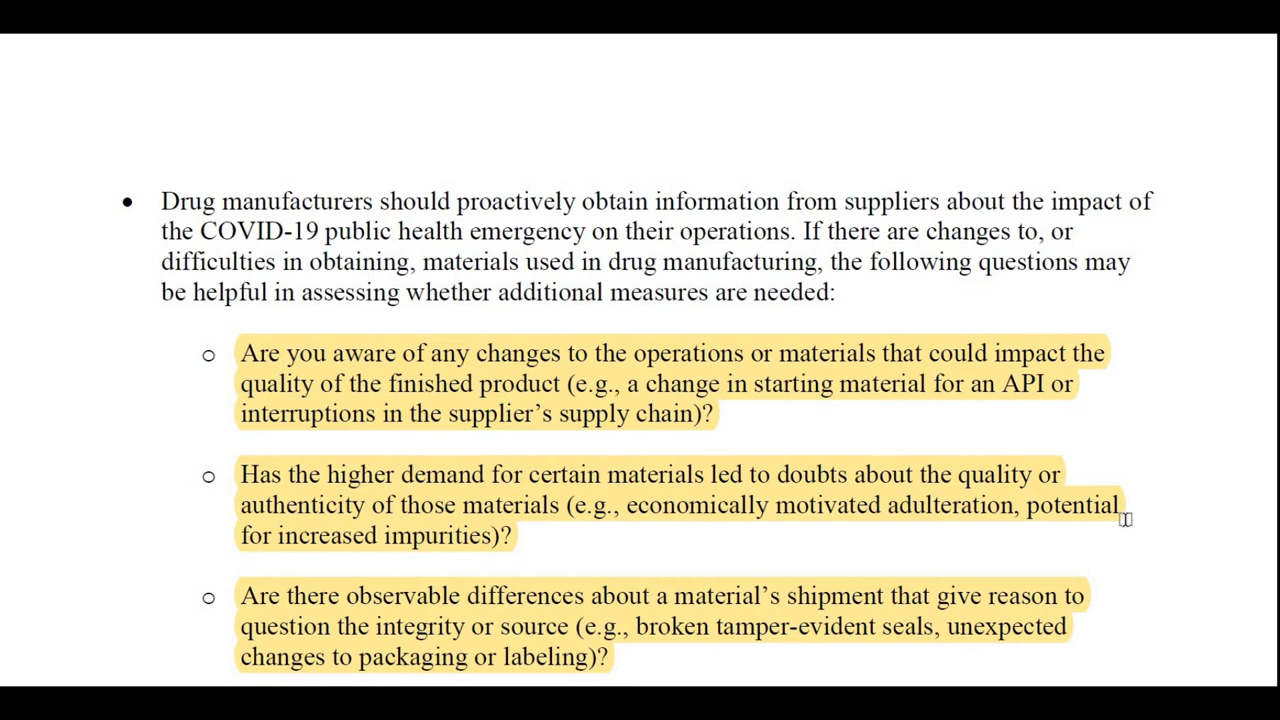 • Drug manufacturers should proactively obtain information from suppliers about the impact of
the COVID-19 public health emergency on their operations. If there are changes to, or
difficulties in obtaining, materials used in drug manufacturing, the following questions may
be helpful in assessing whether additional measures are needed:
o Are you aware of any changes to the operations or materials that could impact the
quality of the finished product (e.g., a change in starting material for an API or
interruptions in the supplier’s supply chain)?
o Has the higher demand for certain materials led to doubts about the quality or
authenticity of those materials (e.g., economically motivated adulteration, potential
for increased impurities)?
o Are there observable differences about a material’s shipment that give reason to
question the integrity or source (e.g., broken tamper-evident seals, unexpected
changes to packaging or labeling)?